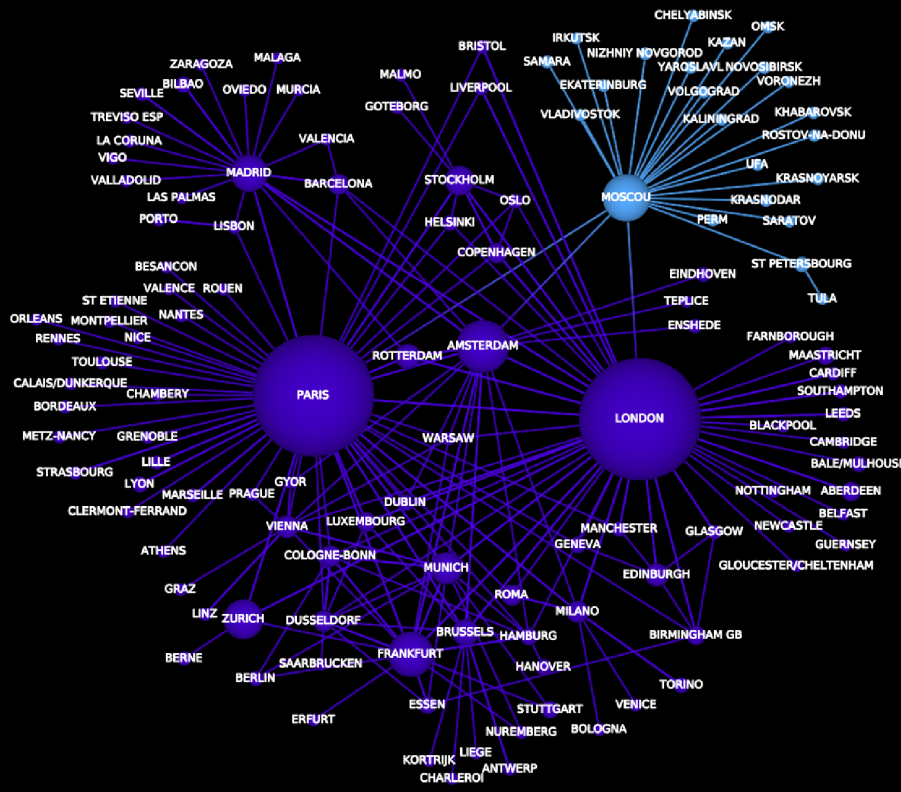 CHELYABINSK
OMSK
IRKUTSK
KAZAN
BRISTOL
NIZHNIY NOVGOROD
MALAGA
ZARAGOZA
SAMARA
YAROSLAVL
NOVOSIBIRSK
MALMO
VORONEZH
BILBAO
EKATERINBURG
OVIEDO
MURCIA
LIVERPOOL
VOLGOGRAD
SEVILLE
GOTEBORG
KHABAROVSK
VLADIVOSTOK
TREVISO ESP
KALININGRAD
ROSTOV-NA-DONU
VALENCIA
LA CORUNA
VIGO
UFA
MADRID
VALLADOLID
STOCKHOLM
KRASNOYARSK
BARCELONA
LAS PALMAS
MOSCOU
OSLO
KRASNODAR
PORTO
PERM
SARATOV
LISBON
HELSINKI
COPENHAGEN
ST PETERSBOURG
BESANCON
EINDHOVEN
VALENCE
ROUEN
TULA
ST ETIENNE
TEPLICE
NANTES
ORLEANS
MONTPELLIER
ENSHEDE
RENNES
NICE
FARNBOROUGH
AMSTERDAM
ROTTERDAM
MAASTRICHT
TOULOUSE
CARDIFF
CALAIS/DUNKERQUE
SOUTHAMPTON
CHAMBERY
PARIS
BORDEAUX
LEEDS
LONDON
BLACKPOOL
METZ-NANCY
GRENOBLE
WARSAW
CAMBRIDGE
LILLE
BALE/MULHOUS
STRASBOURG
GYOR
LYON
NOTTINGHAM
ABERDEEN
MARSEILLE
PRAGUE
DUBLIN
CLERMONT-FERRAND
BELFAST
LUXEMBOURG
VIENNA
MANCHESTER
NEWCASTLE
GLASGOW
GENEVA
GUERNSEY
ATHENS
COLOGNE-BONN
GLOUCESTER/CHELTENHAM
MUNICH
EDINBURGH
GRAZ
ROMA
LINZ
MILANO
ZURICH
DUSSELDORF
BRUSSELS
HAMBURG
BIRMINGHAM GB
FRANKFURT
BERNE
SAARBRUCKEN
HANOVER
BERLIN
TORINO
ESSEN
VENICE
STUTTGART
ERFURT
NUREMBERG
BOLOGNA
LIEGE
KORTRIJK
ANTWERP
CHARLEROI